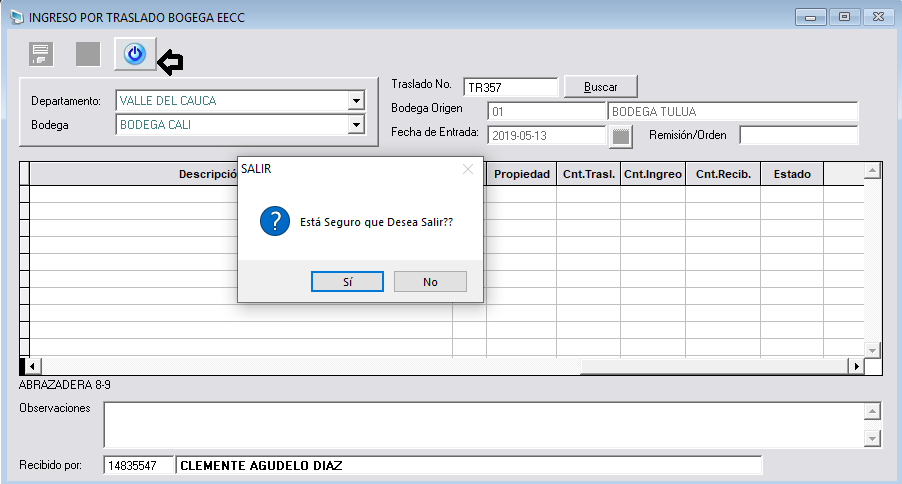 INGRESO POR TRASLADO BOGEGA EECC
Departamento: VALLE DEL CAUCA
Bodega BODEGA CALI
Traslado No. TR357 Buscar
Bodega Origen 01 BODEGA TULUA
Fecha de Entrada: 2019-05-13 Remisión/Orden
Descripció Propiedad Cnt.Trasl. Cnt.Ingreo Cnt.Recib. Estado
SALIR
Está Seguro que Desea Salir??
Sí No
ABRAZADERA 8-9
Observaciones
Recibido por: 14835547 CLEMENTE AGUDELO DIAZ